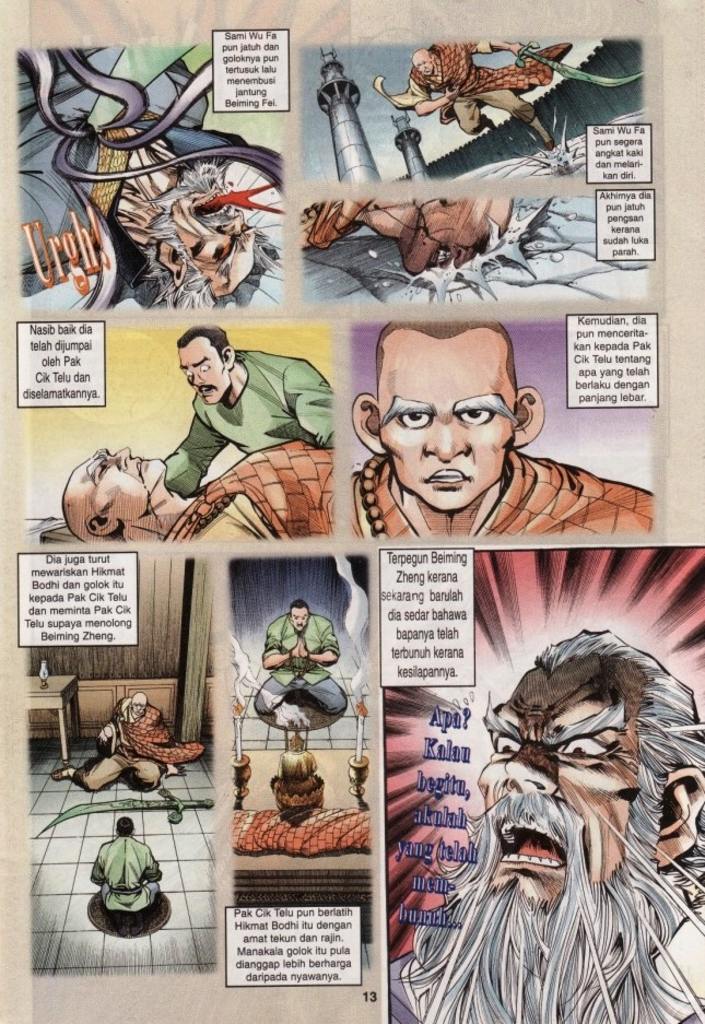 Sami Wu Fa
pun jatuh dan
goloknya pun
tertusuk lalu
menembusi
jantung
Beiming Fei.
Urgh!
Sami Wu Fa
pun segera
angkat kaki
dan melari-
kan diri.
Akhirnya dia
pun jatuh
pengsan
kerana
sudah luka
parah.
Nasib baik dia
telah dijumpai
oleh Pak
Cik Telu dan
diselamatkannya.
Kemudian, dia
pun mencerita-
kan kepada Pak
Cik Telu tentang
apa yang telah
berlaku dengan
panjang lebar.
Dia juga turut
mewariskan Hikmat
Bodhi dan golok itu
kepada Pak Cik Telu
dan meminta Pak Cik
Telu supaya menolong
Beiming Zheng.
Pak Cik Telu pun berlatih
Hikmat Bodhi itu dengan
amat tekun dan rajin.
Manakala golok itu pula
dianggap lebih berharga
daripada nyawanya.
Terpegun Beiming
Zheng kerana
sekarang barulah
dia sedar bahawa
bapanya telah
terbunuh kerana
kesilapannya.
Apa?
Kalau
begitu,
akulah
yang telah
mem-
bunuh...
13